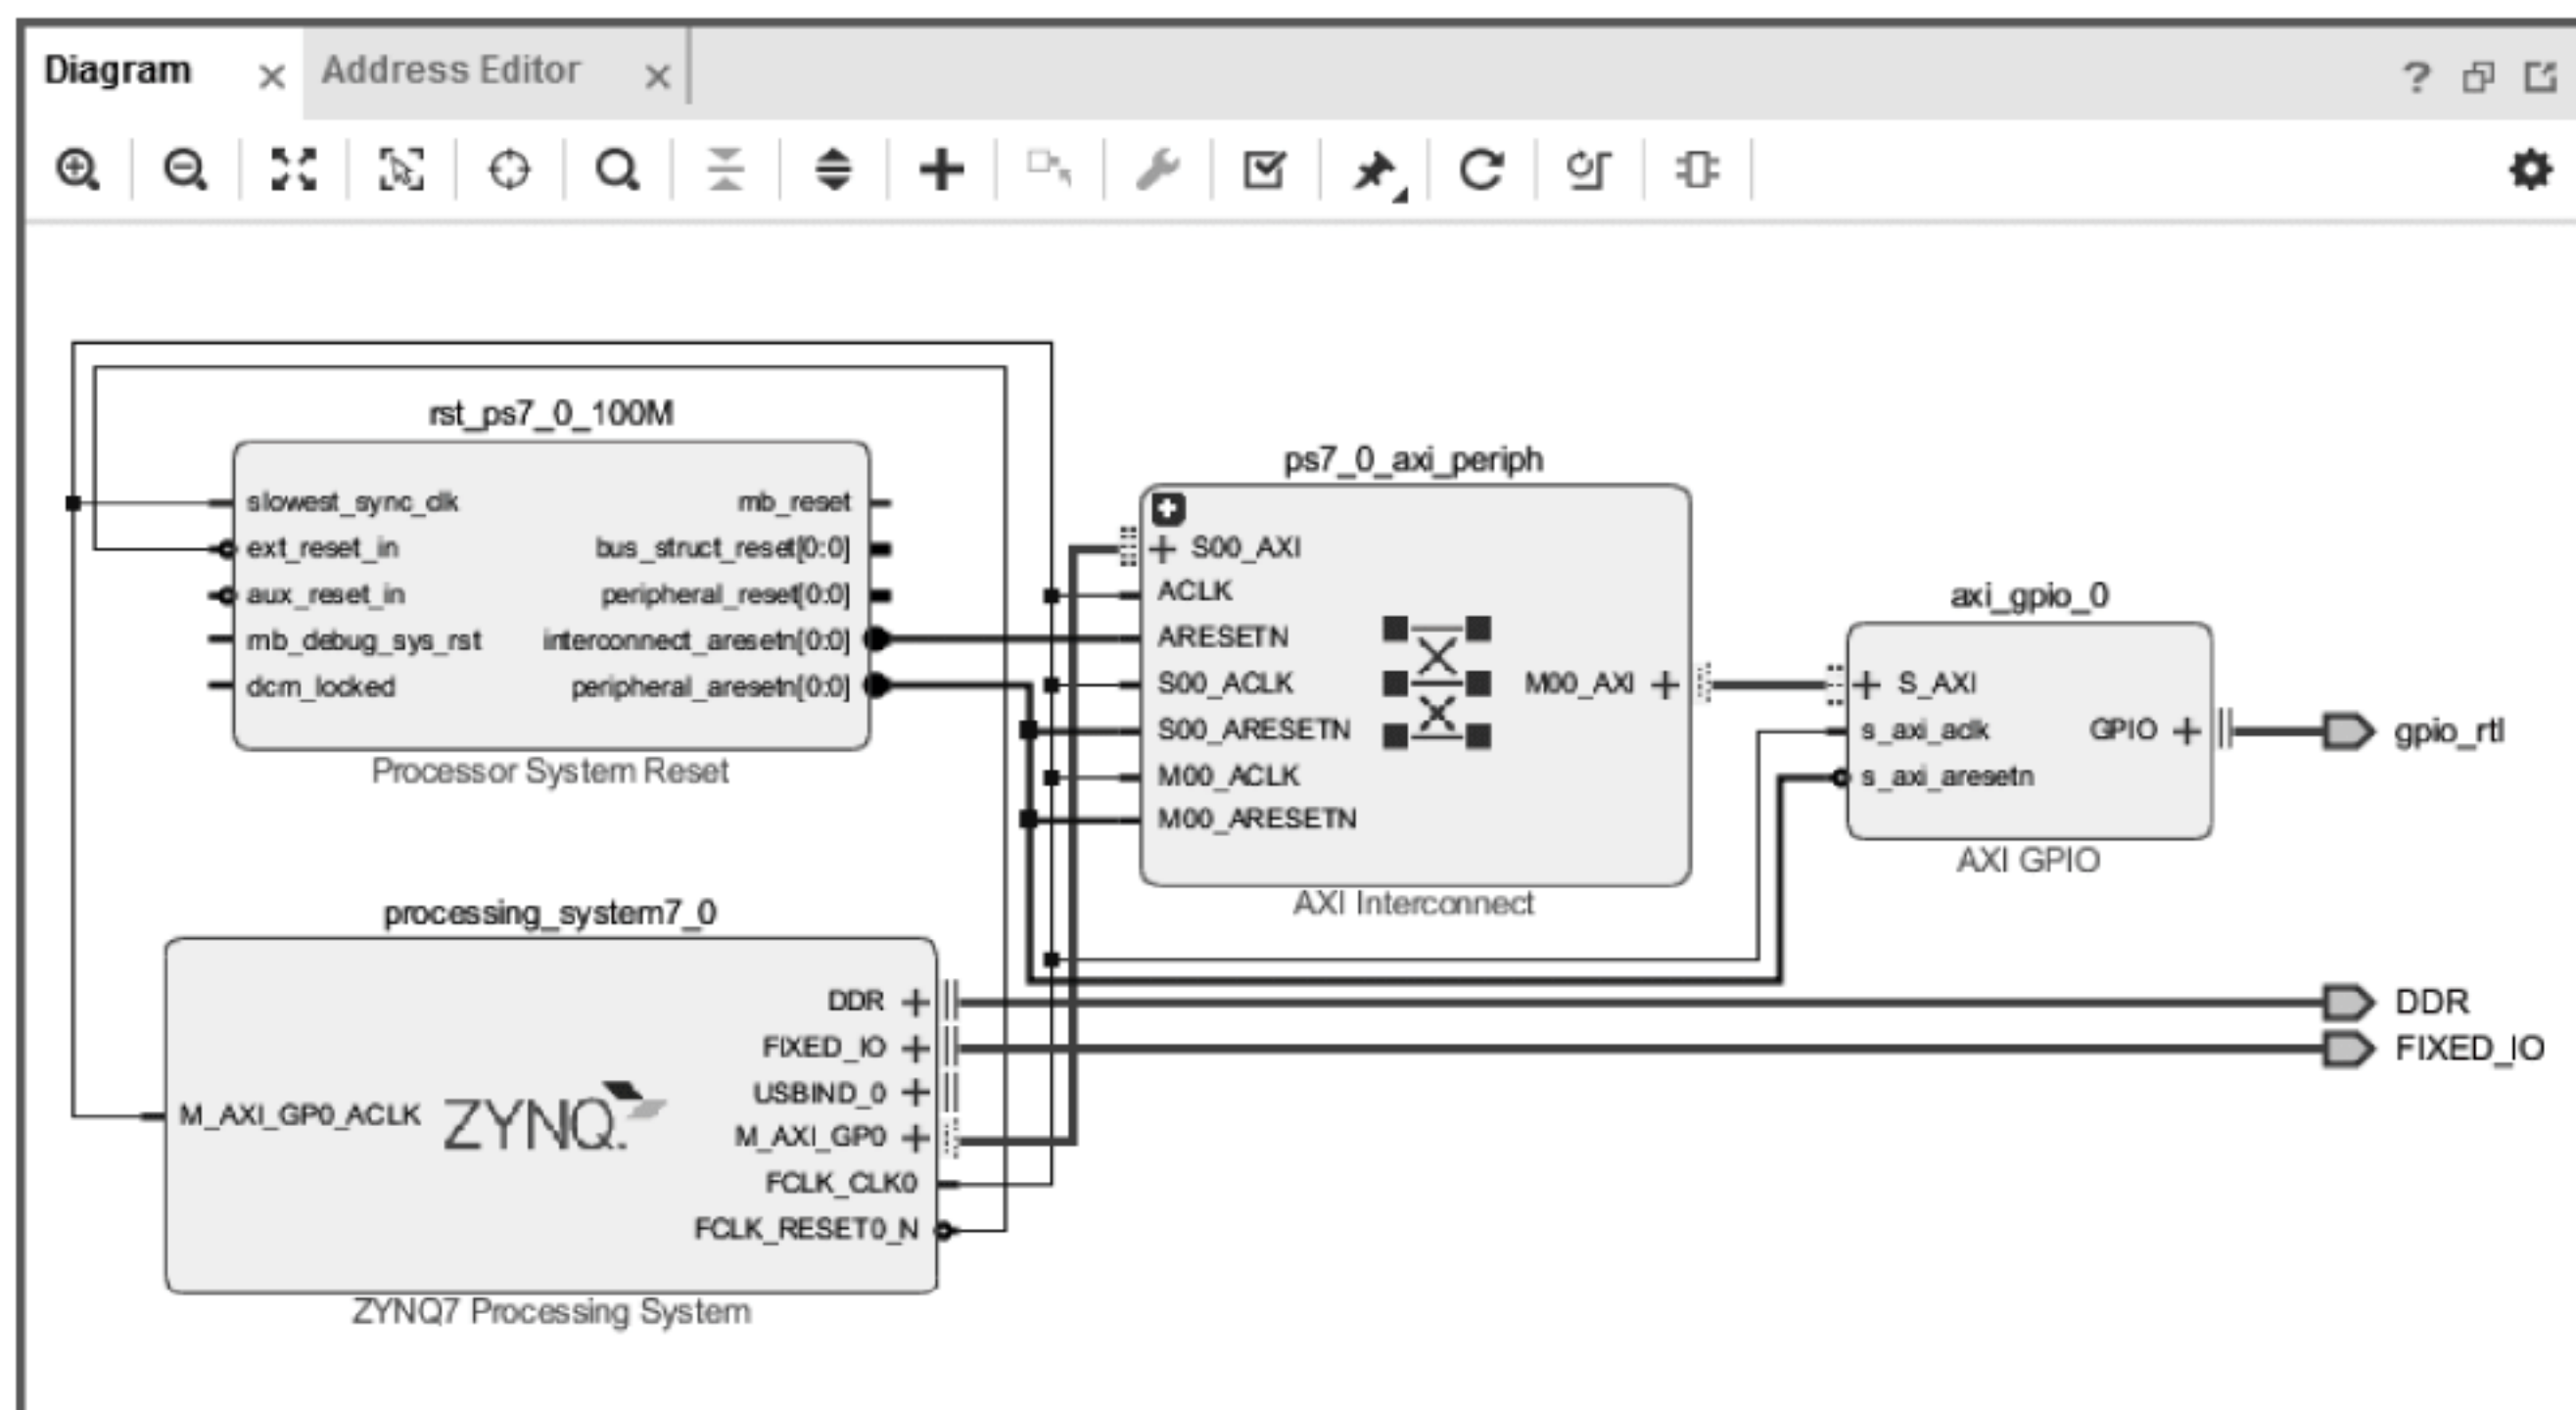 Diagram
Address Editor
rst_ps7_0_100M
slowest_sync_clk
ext_reset_in
aux_reset_in
mb_debug_sys_rst
dcm_locked
mb_reset
bus_struct_reset[0:0]
peripheral_reset[0:0]
interconnect_aresetn[0:0]
peripheral_aresetn[0:0]
Processor System Reset
ps7_0_axi_periph
S00_AXI
ACLK
ARESETN
S00_ACLK
S00_ARESETN
M00_ACLK
M00_ARESETN
M00_AXI
AXI Interconnect
axi_gpio_0
S_AXI
s_axi_aclk
s_axi_aresetn
GPIO
AXI GPIO
gpio_rtl
processing_system7_0
M_AXI_GP0_ACLK
ZYNQ.
DDR
FIXED_IO
USBIND_0
M_AXI_GP0
FCLK_CLK0
FCLK_RESET0_N
ZYNQ7 Processing System
DDR
FIXED_IO